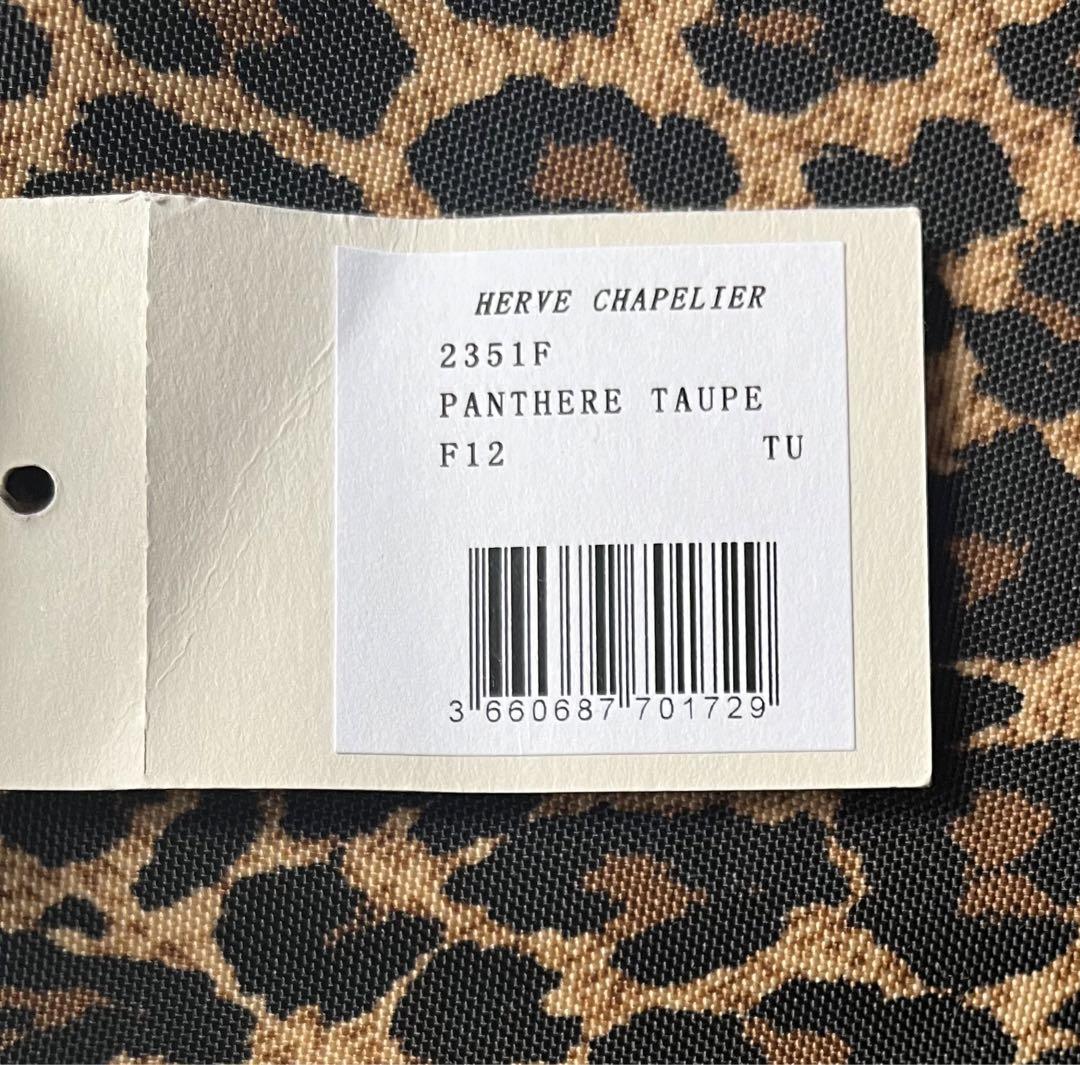 HERVE CHAPELIER
2351F
PANTHERE TAUPE
F12 TU
3 660687 701729